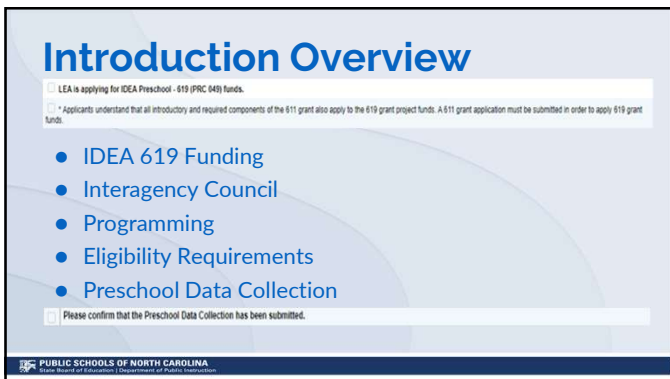 Introduction Overview
LEA is applying for IDEA Preschool - 619 (PRC 049) funds.
* Applicants understand that all introductory and required components of the 611 grant also apply to the 619 grant project funds. A 611 grant application must be submitted in order to apply 619 grant
funds.
● IDEA 619 Funding
● Interagency Council
● Programming
● Eligibility Requirements
● Preschool Data Collection
Please confirm that the Preschool Data Collection has been submitted.
PUBLIC SCHOOLS OF NORTH CAROLINA
State Board of Education | Department of Public Instruction